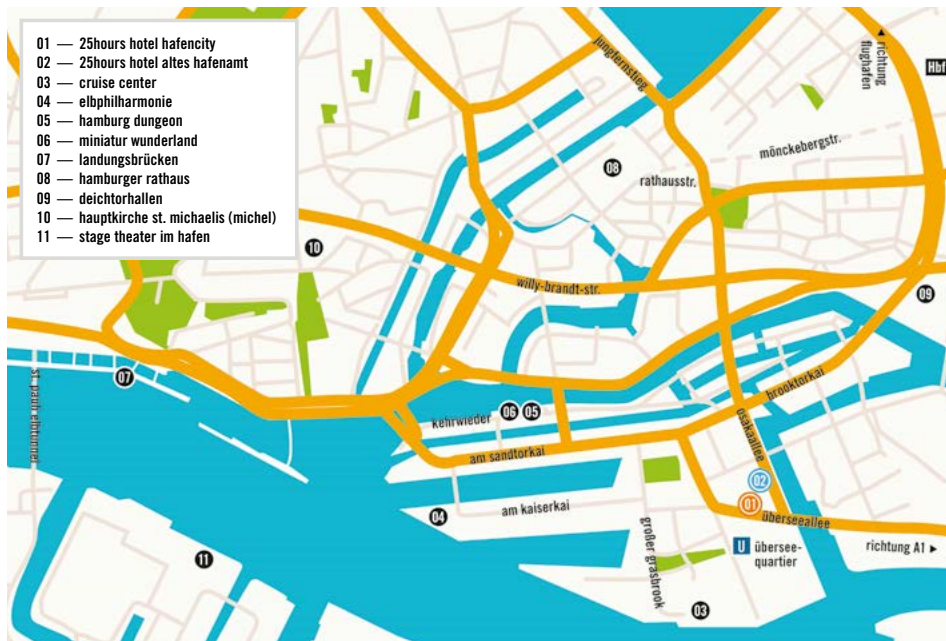 01 — 25hours hotel hafencity
02 — 25hours hotel altes hafenamt
03 — cruise center
04 — elbphilharmonie
05 — hamburg dungeon
06 — miniatur wunderland
07 — landungsbrücken
08 — hamburger rathaus
09 — deichtorhallen
10 — hauptkirche st. michaelis (michel)
11 — stage theater im hafen
jungfernstieg
◄ richtung
flughafen
Hbf
mönckebergstr.
08
rathausstr.
10
willy-brandt-str.
09
07
st. pauli elbtunnel
kehrwieder
06
05
brooktorkai
osakaallee
am sandtorkai
02
01
04
am kaiserkai
überseeallee
großer grasbrook
U
übersee-
quartier
richtung A1 ►
11
03